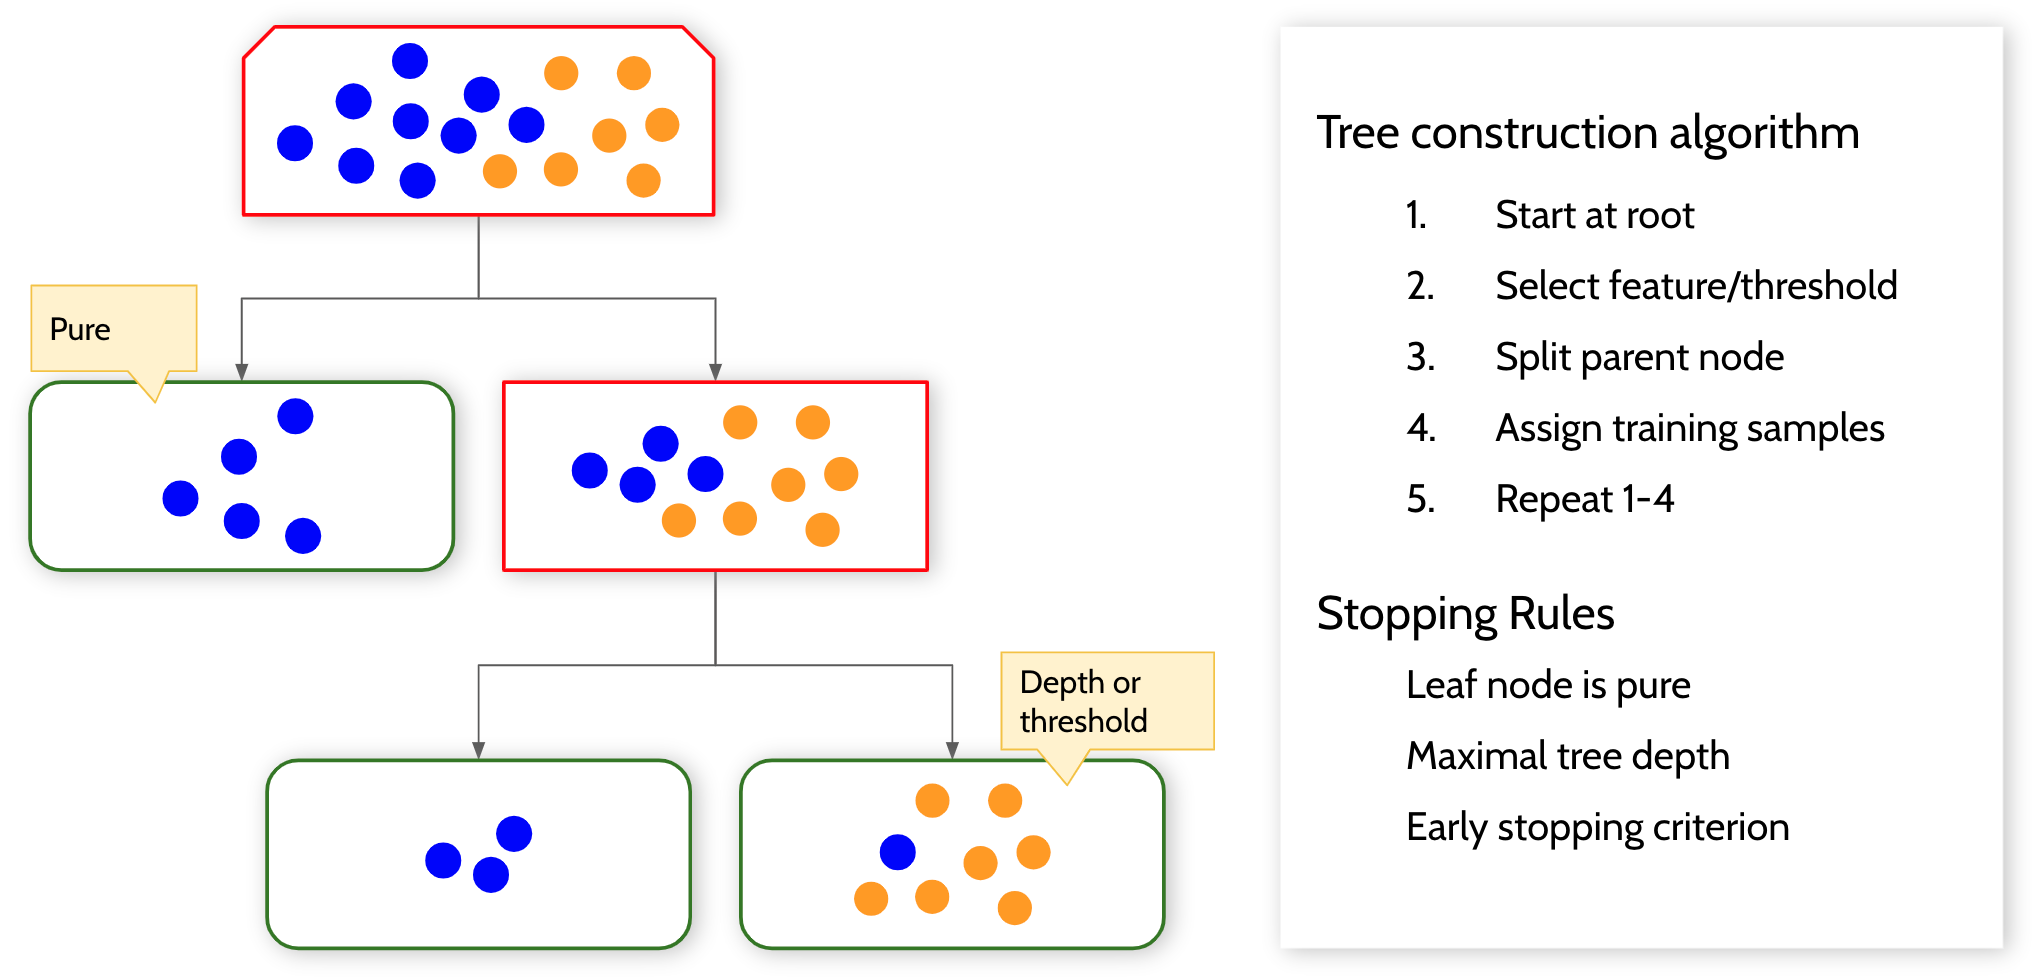 Pure
Depth or
threshold
Tree construction algorithm
1. Start at root
2. Select feature/threshold
3. Split parent node
4. Assign training samples
5. Repeat 1-4
Stopping Rules
Leaf node is pure
Maximal tree depth
Early stopping criterion